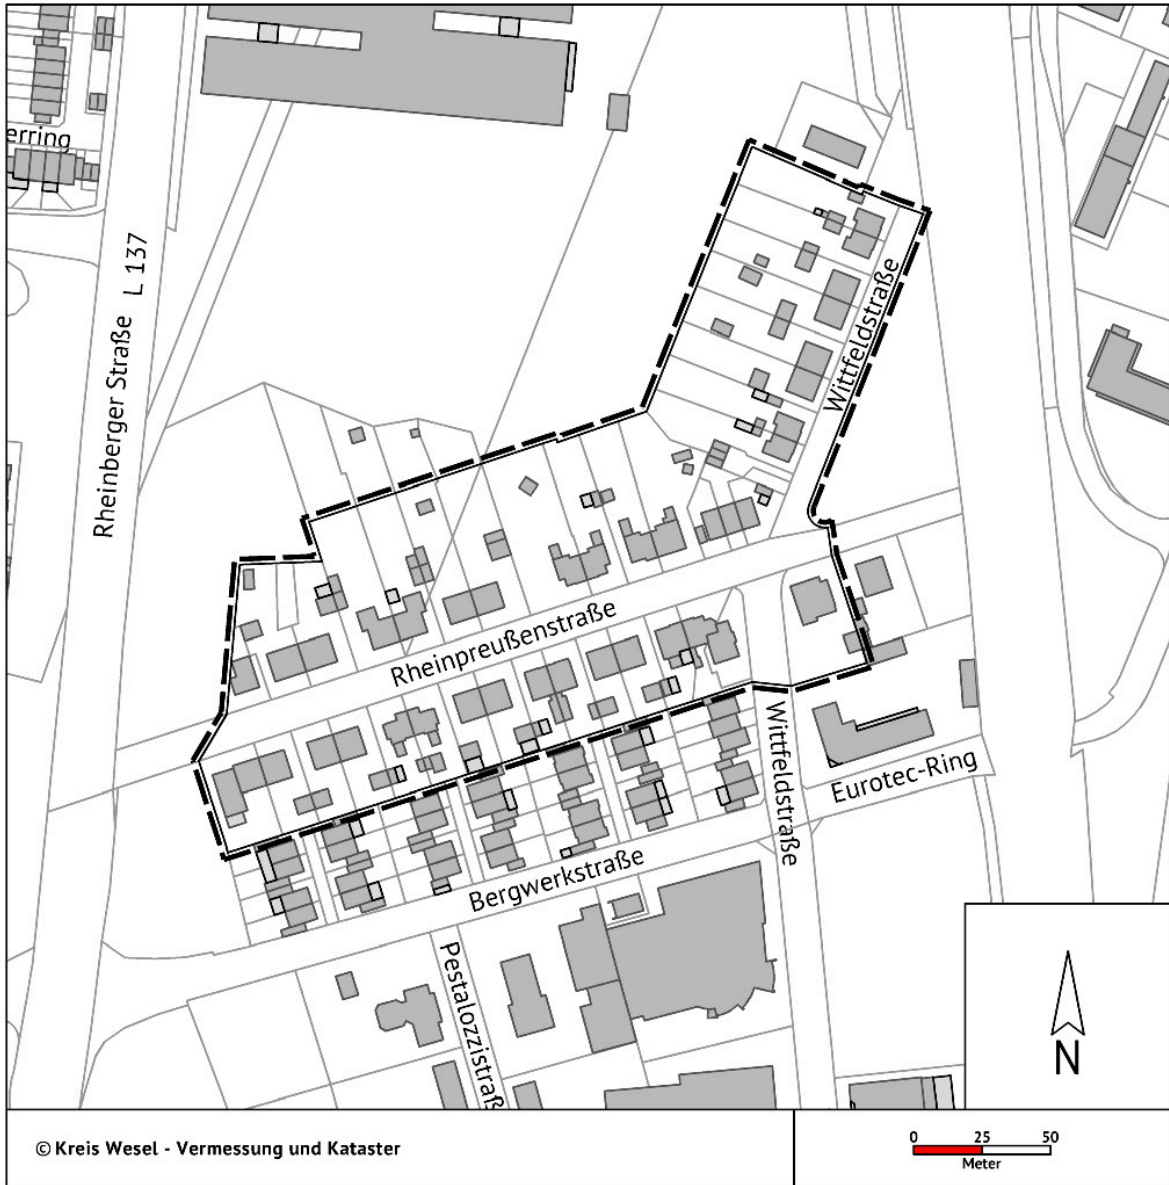 erring
Rheinberger Straße L 137
Wittfeldstraße
Rheinpreußenstraße
Wittfeldstraße
Eurotec-Ring
Bergwerkstraße
Pestalozzistraß
N
© Kreis Wesel - Vermessung und Kataster
0 25 50
Meter